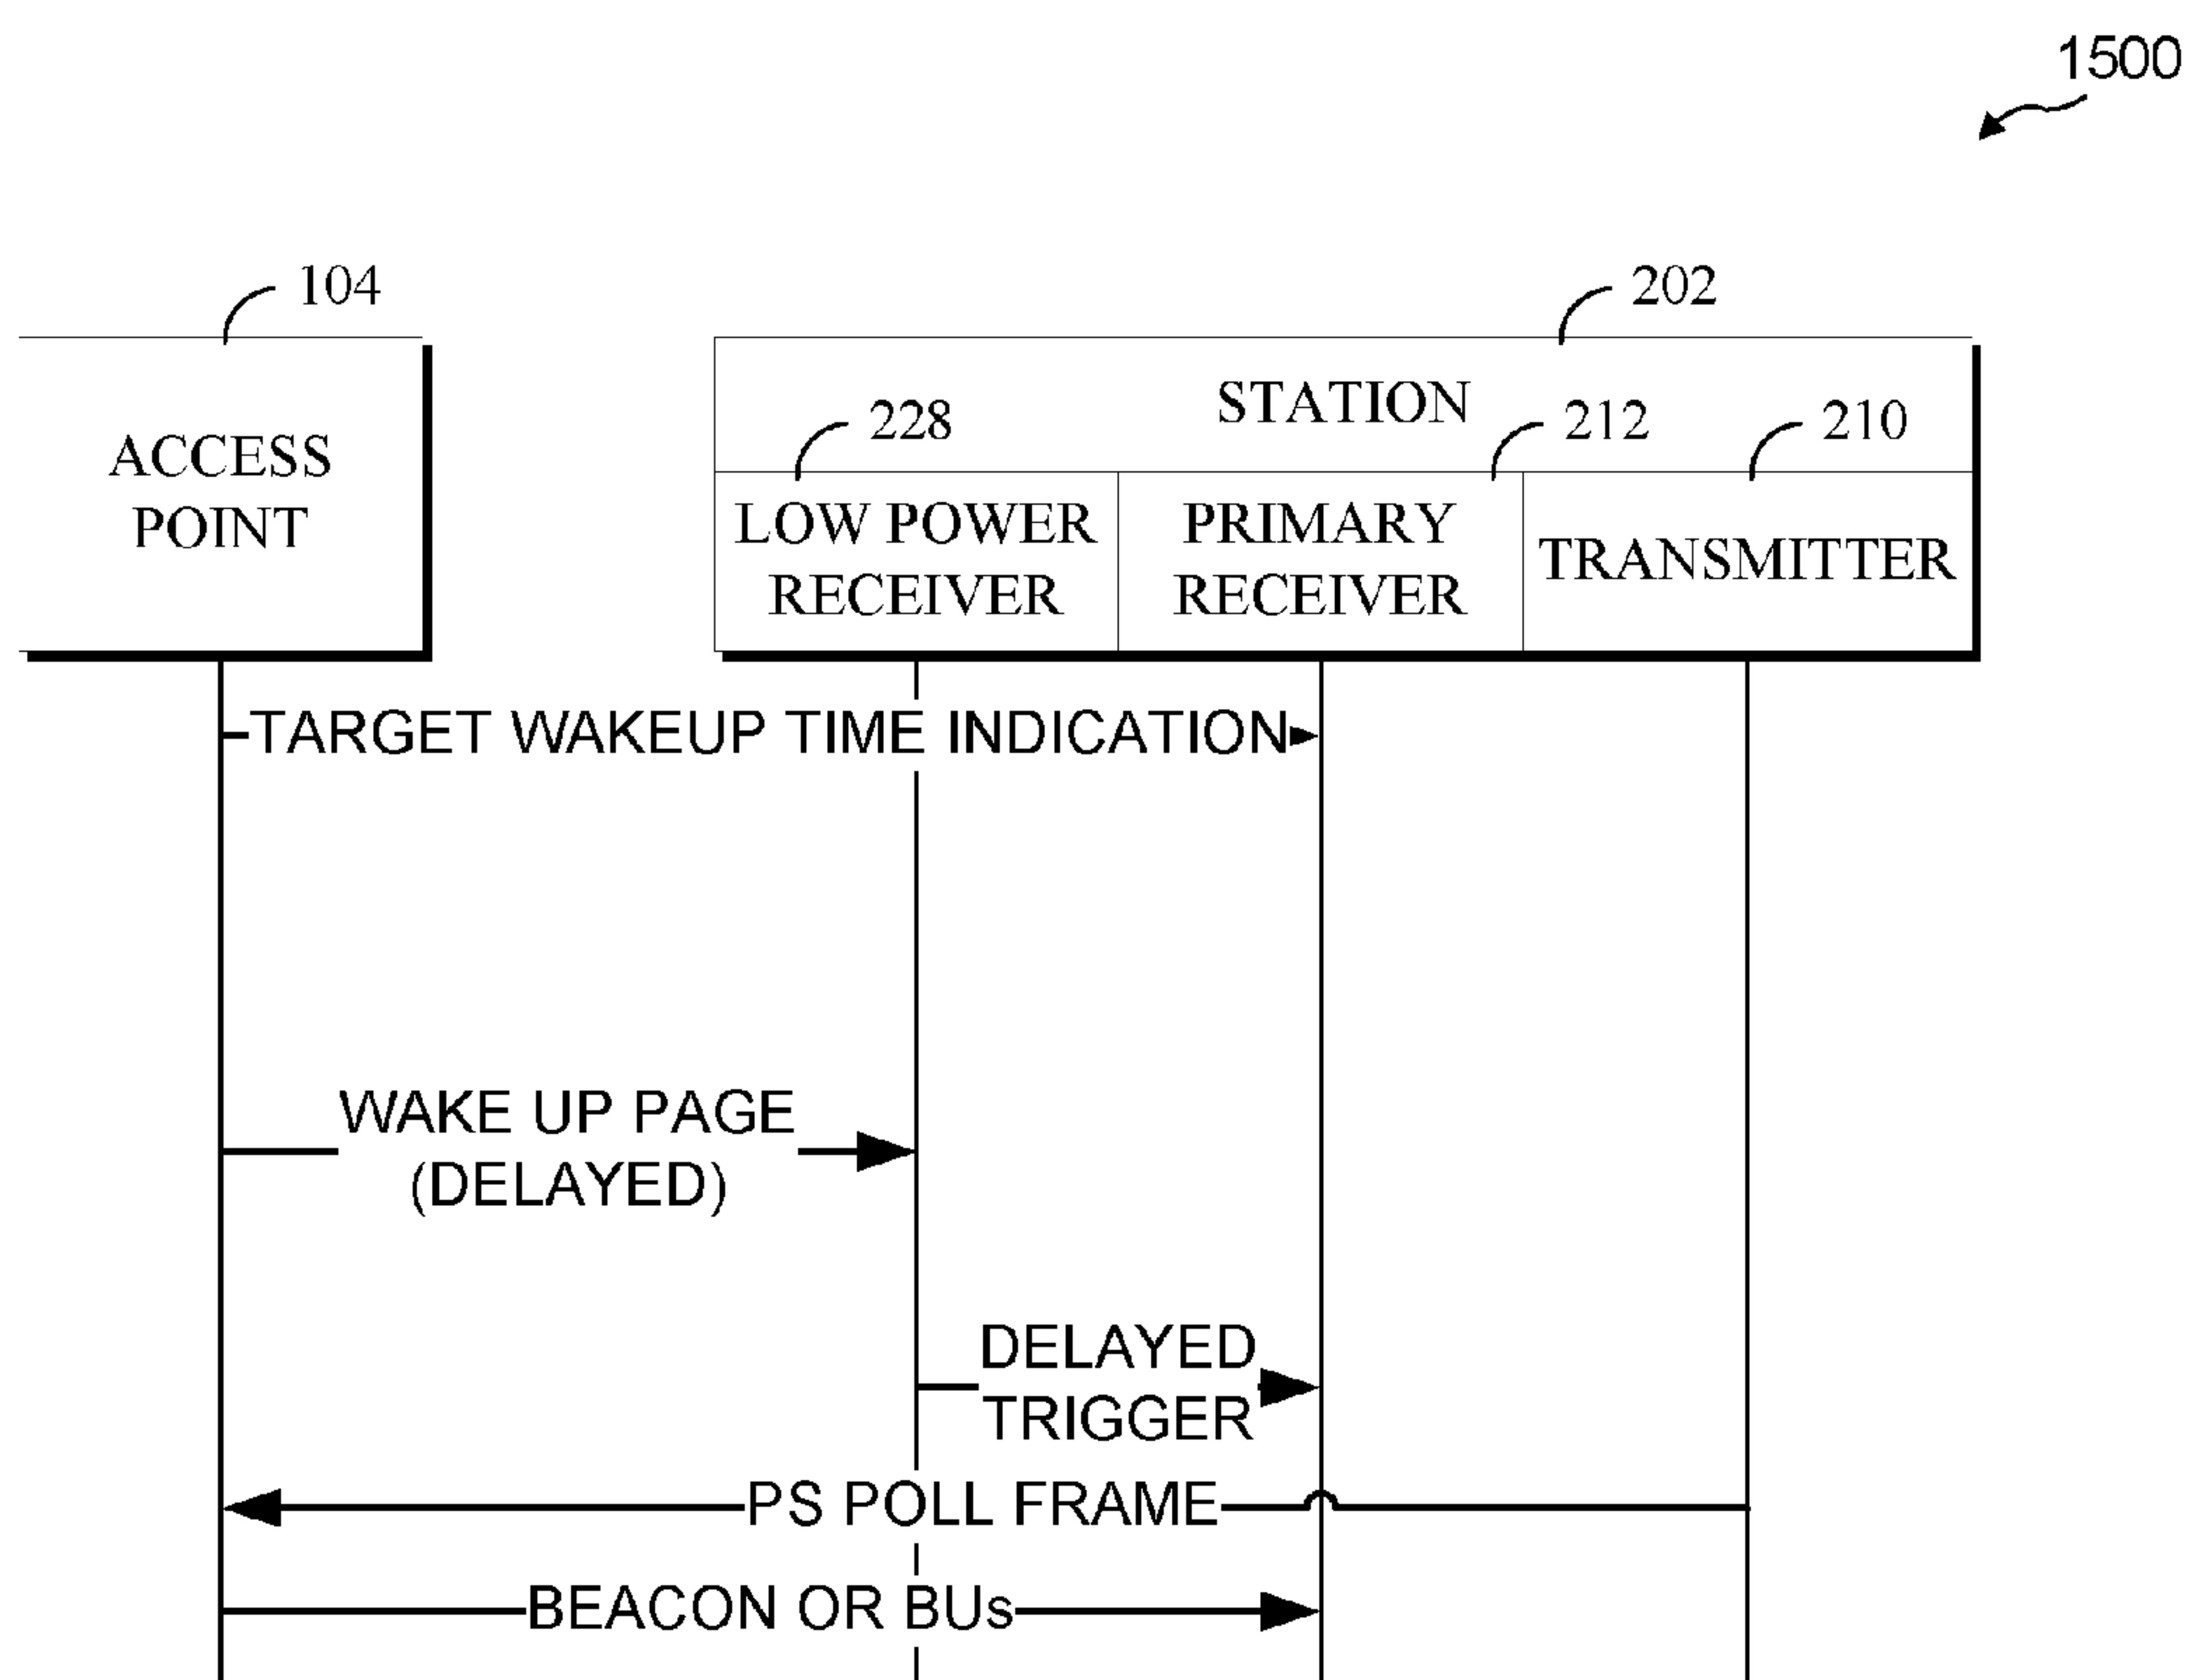 1500
104
202
ACCESS
POINT
STATION
228
212
210
LOW POWER
RECEIVER
PRIMARY
RECEIVER
TRANSMITTER
TARGET WAKEUP TIME INDICATION
WAKE UP PAGE
(DELAYED)
DELAYED
TRIGGER
PS POLL FRAME
BEACON OR BUs